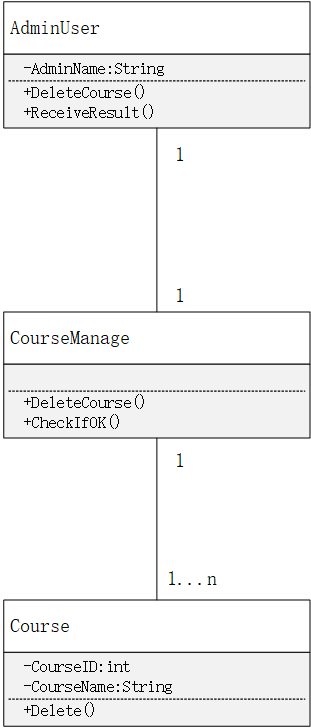 AdminUser
-AdminName:String
+DeleteCourse()
+ReceiveResult()
1
1
CourseManage
+DeleteCourse()
+CheckIfOK()
1
1...n
Course
-CourseID:int
-CourseName:String
+Delete()